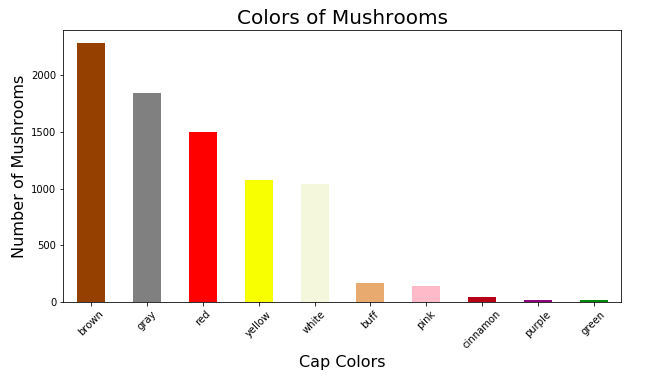 Colors of Mushrooms
Number of Mushrooms
2000
1500
1000
500
0
brown
gray
red
yellow
white
buff
pink
cinnamon
purple
green
Cap Colors